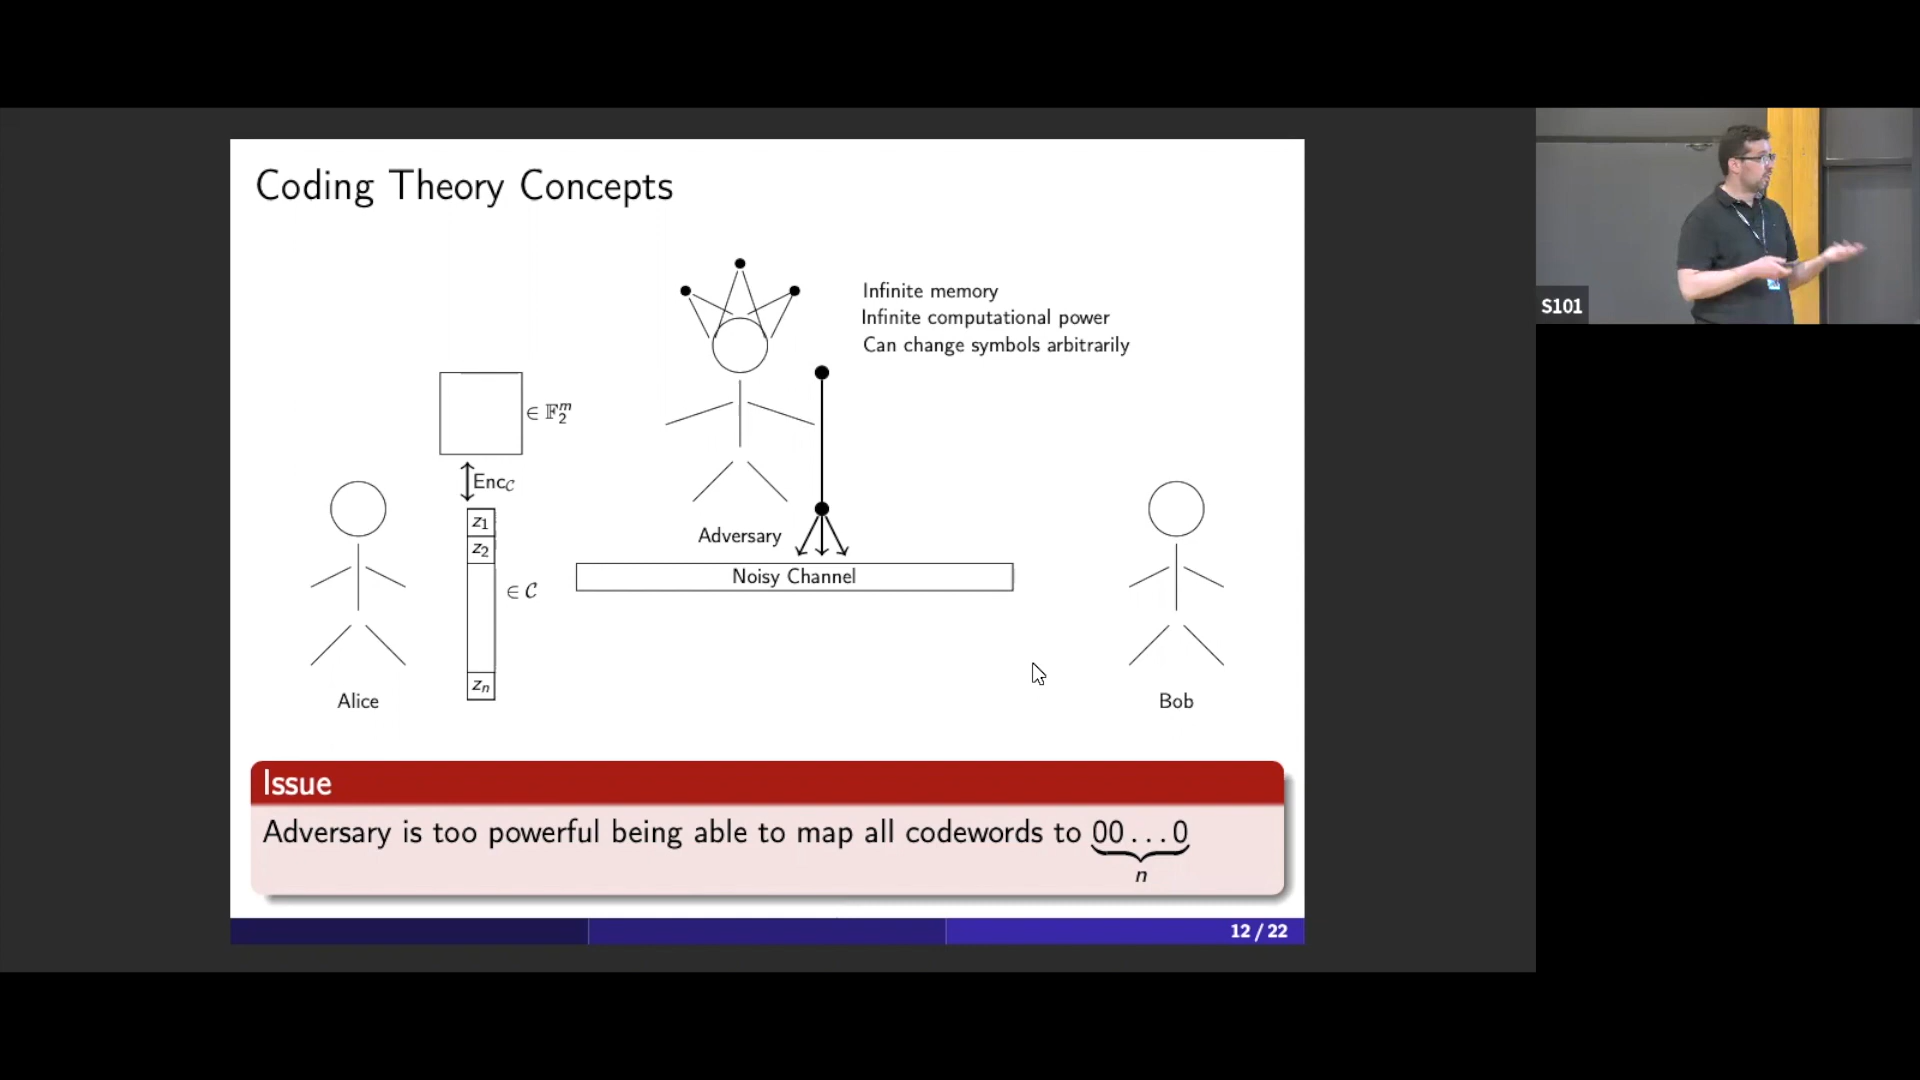 Coding Theory Concepts
Infinite memory
Infinite computational power
Can change symbols arbitrarily
∈ 𝔽₂ᵐ
Enc𝒞
z₁
z₂
∈ 𝒞
zₙ
Adversary
Noisy Channel
Alice
Bob
Issue
Adversary is too powerful being able to map all codewords to 00...0
n
12 / 22
S101